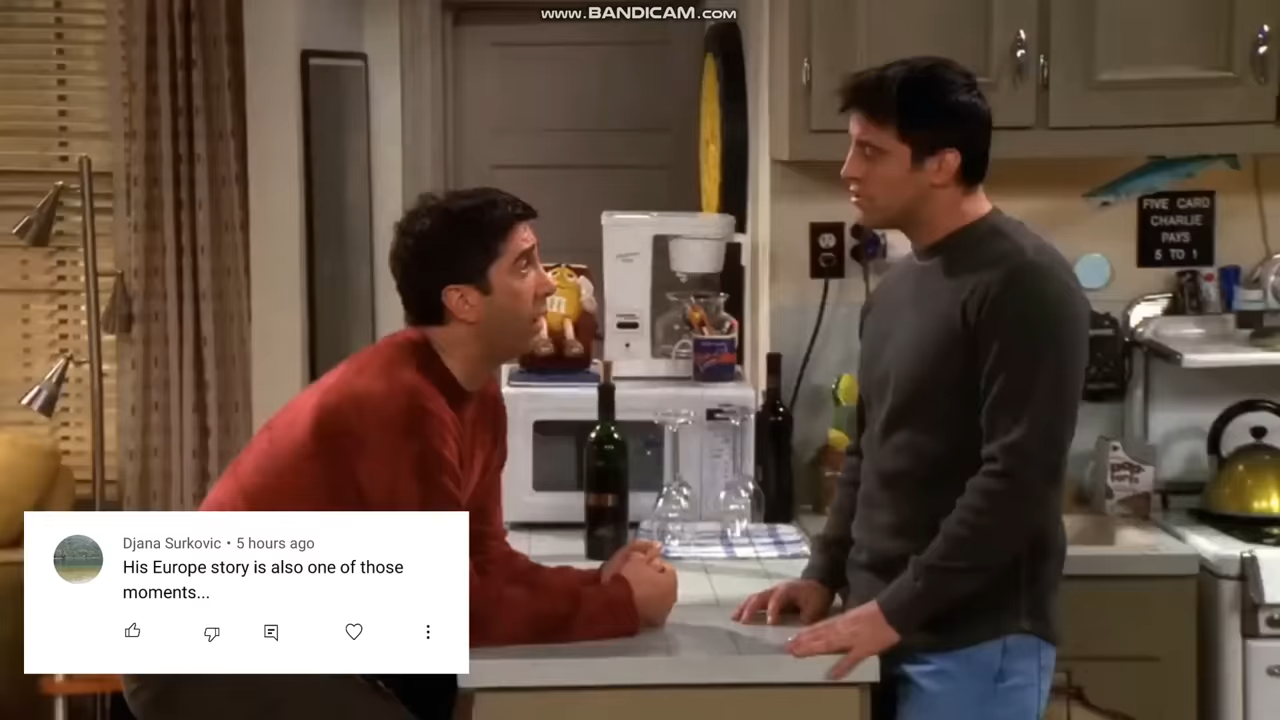 www.BANDICAM.com
FIVE CARD
CHARLIE
PAYS
5 TO 1
m
Djana Surkovic • 5 hours ago
His Europe story is also one of those
moments...